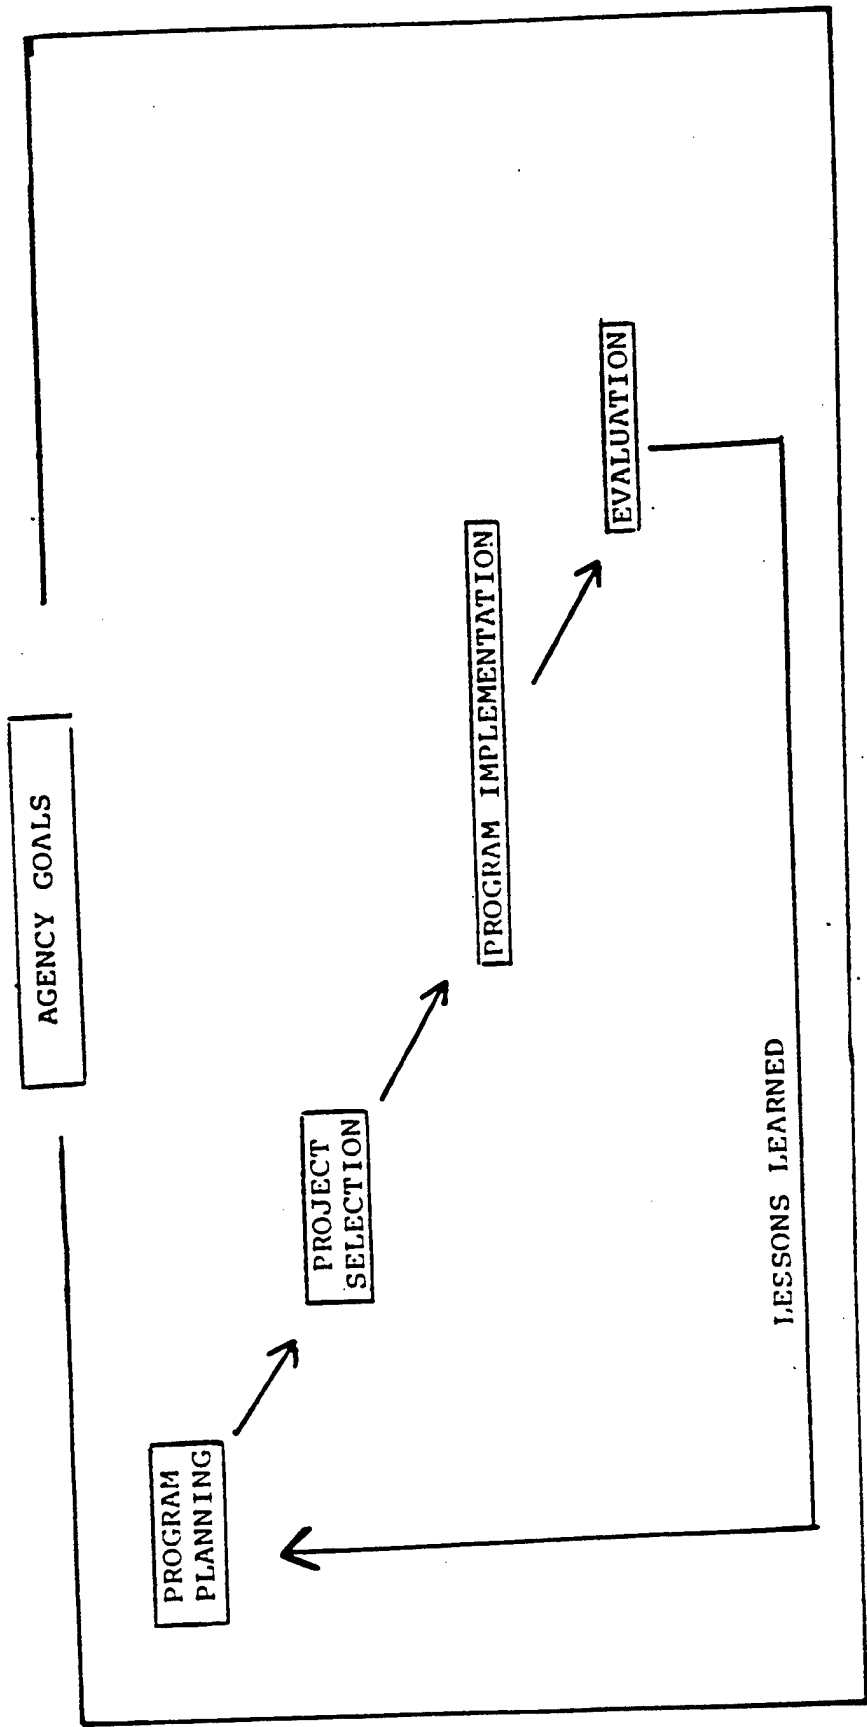 AGENCY GOALS
PROGRAM
PLANNING
PROJECT
SELECTION
PROGRAM IMPLEMENTATION
EVALUATION
LESSONS LEARNED